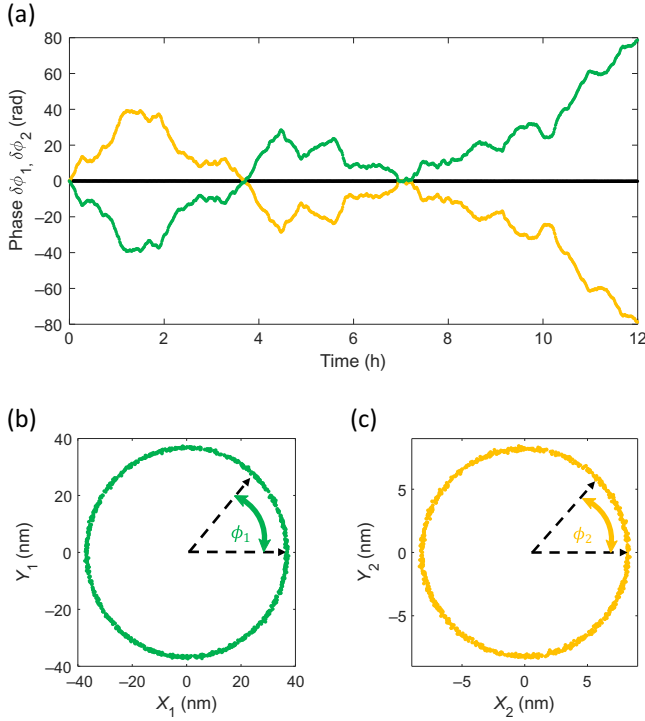 (a)
Phase δϕ₁, δϕ₂ (rad)
80
60
40
20
0
–20
–40
–60
–80
0 2 4 6 8 10 12
Time (h)
(b)
Y₁ (nm)
40
20
0
–20
–40
ϕ₁
–40 –20 0 20 40
X₁ (nm)
(c)
Y₂ (nm)
5
0
–5
ϕ₂
–5 0 5
X₂ (nm)